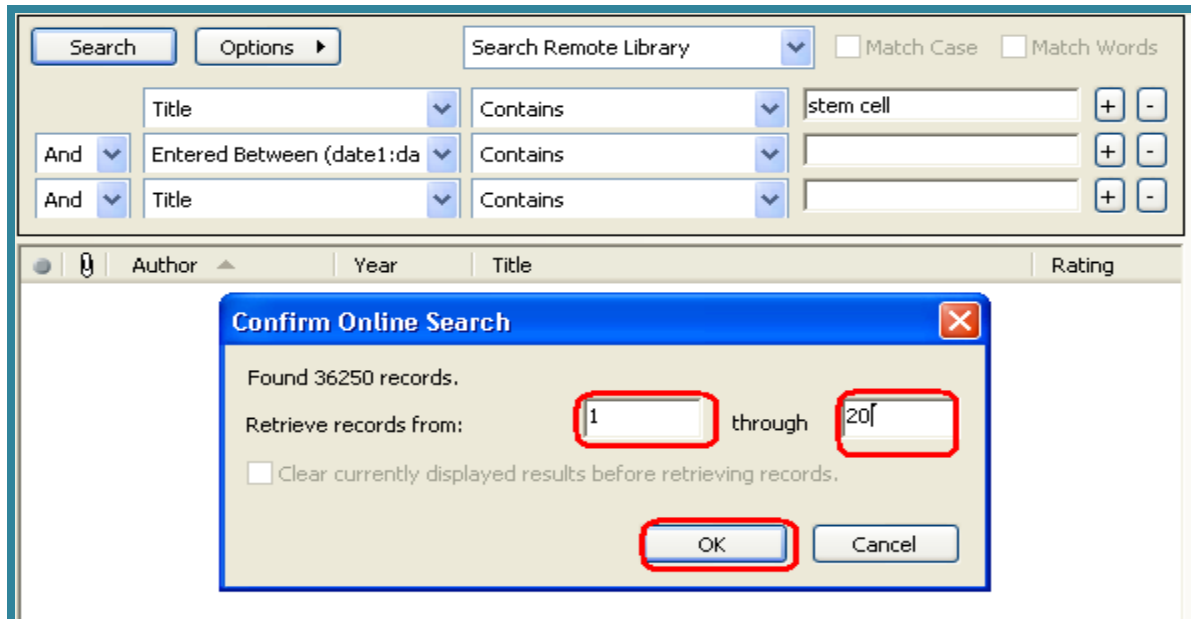 Search Options Search Remote Library Match Case Match Words
Title Contains stem cell + -
And Entered Between (date1:da Contains + -
And Title Contains + -
Author Year Title Rating
Confirm Online Search
Found 36250 records.
Retrieve records from: 1 through 20
Clear currently displayed results before retrieving records.
OK Cancel